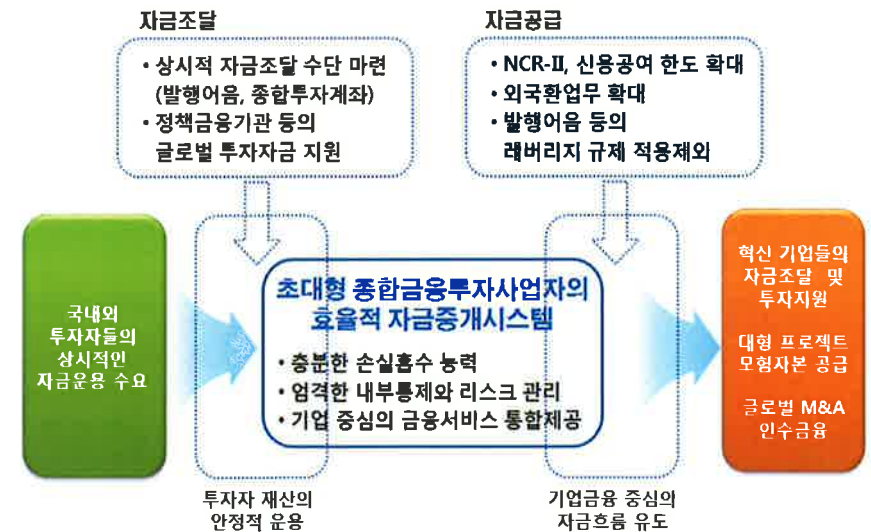 자금조달
• 상시적 자금조달 수단 마련
(발행어음, 종합투자계좌)
• 정책금융기관 등의
글로벌 투자자금 지원
자금공급
• NCR-II, 신용공여 한도 확대
• 외국환업무 확대
• 발행어음 등의
레버리지 규제 적용제외
국내외
투자자들의
상시적인
자금운용 수요
초대형 종합금융투자사업자의
효율적 자금중개시스템
• 충분한 손실흡수 능력
• 엄격한 내부통제와 리스크 관리
• 기업 중심의 금융서비스 통합제공
혁신 기업들의
자금조달 및
투자지원
대형 프로젝트
모험자본 공급
글로벌 M&A
인수금융
투자자 재산의
안정적 운용
기업금융 중심의
자금흐름 유도